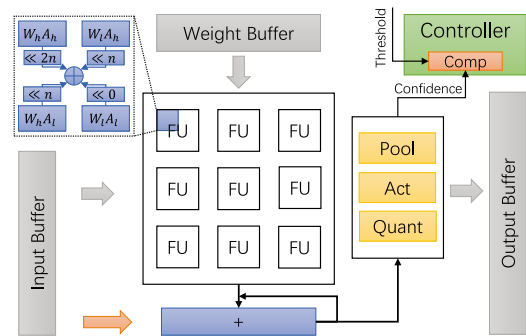 W_hA_h
W_lA_h
≪2n
≪n
≪n
≪0
W_hA_l
W_lA_l
Weight Buffer
Threshold
Controller
Comp
Confidence
FU FU FU
FU FU FU
FU FU FU
Pool
Act
Quant
Input Buffer
Output Buffer
+